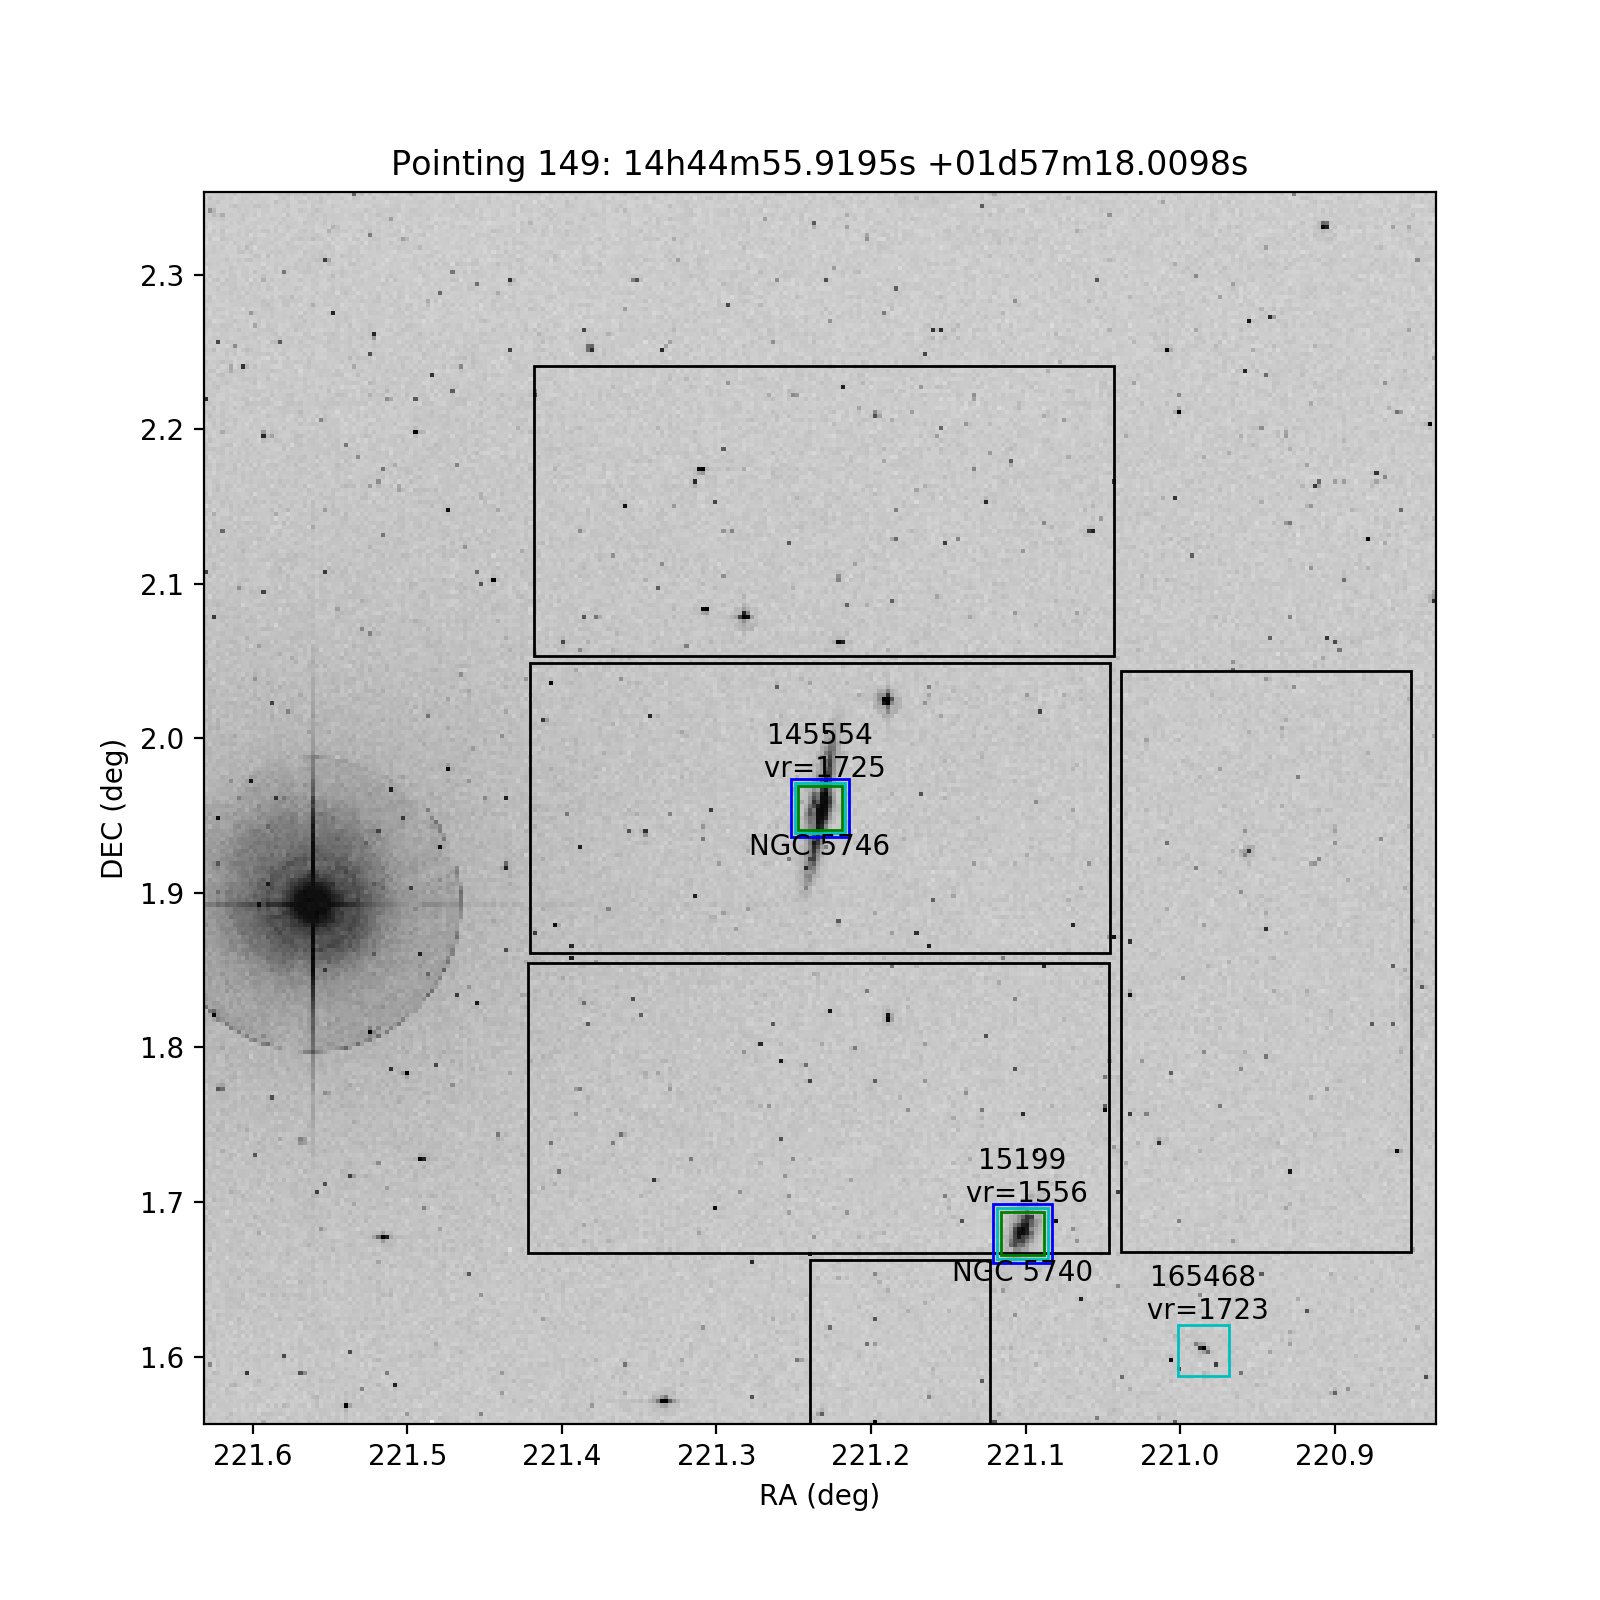 Pointing 149: 14h44m55.9195s +01d57m18.0098s
2.3
2.2
2.1
2.0
1.9
1.8
1.7
1.6
DEC (deg)
145554
vr=1725
NGC 5746
15199
vr=1556
NGC 5740
165468
vr=1723
221.6 221.5 221.4 221.3 221.2 221.1 221.0 220.9
RA (deg)